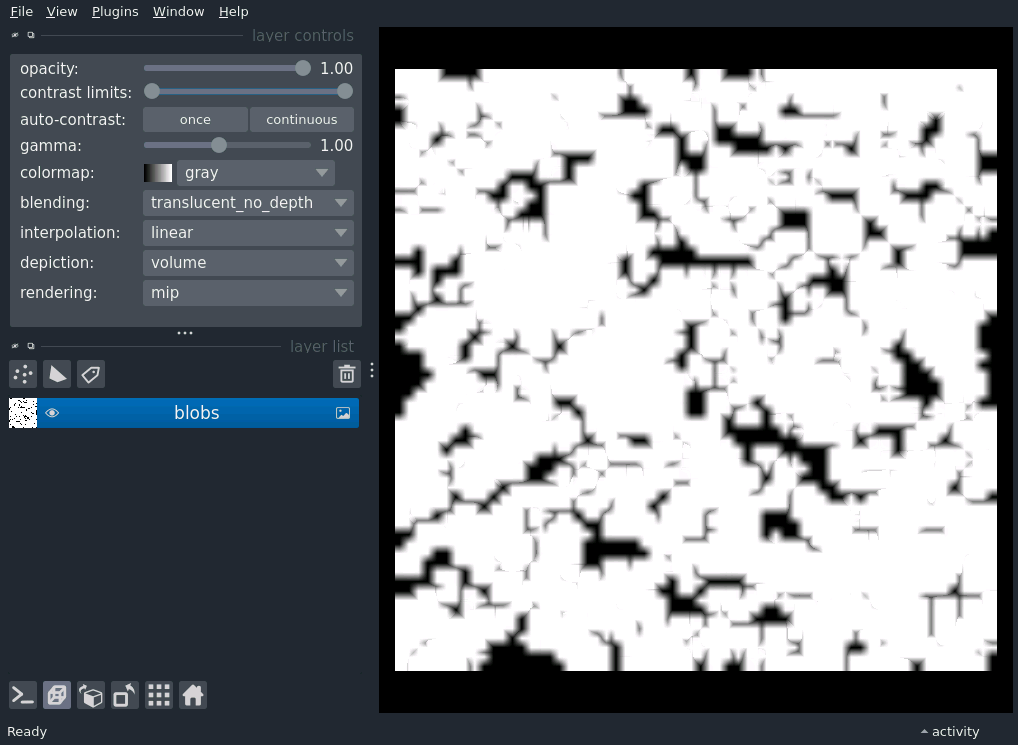 File View Plugins Window Help
layer controls
opacity: 1.00
contrast limits:
auto-contrast: once continuous
gamma: 1.00
colormap: gray
blending: translucent_no_depth
interpolation: linear
depiction: volume
rendering: mip
layer list
blobs
Ready
activity